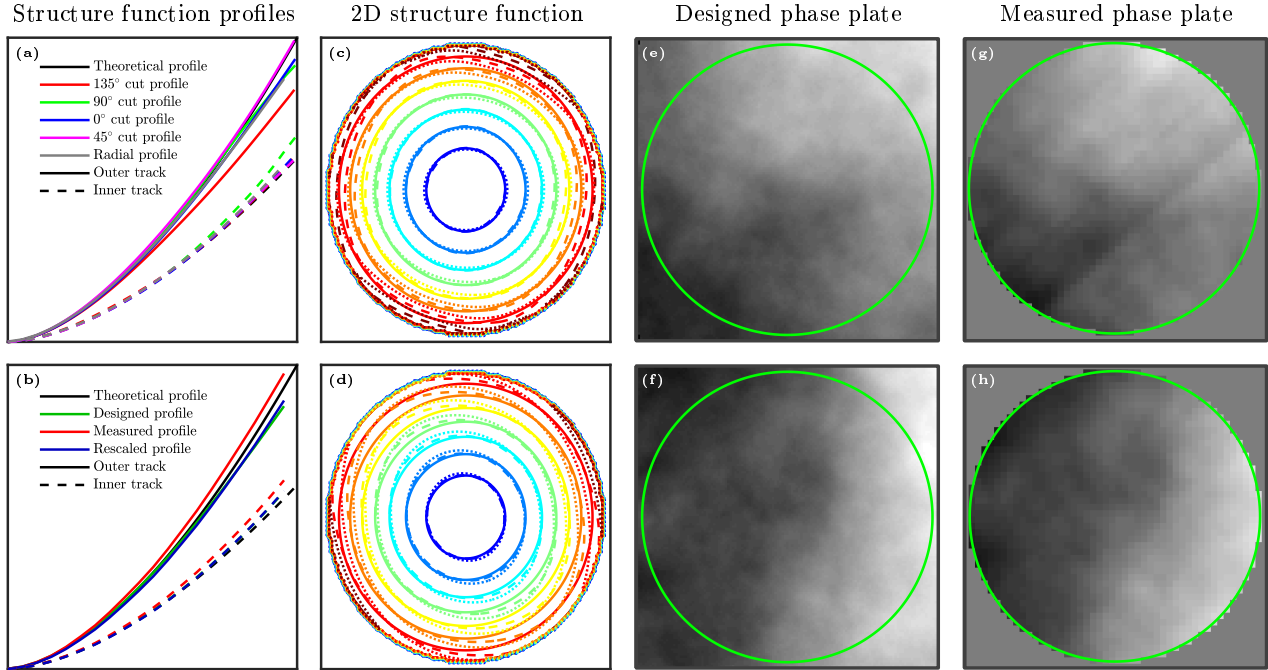 Structure function profiles
2D structure function
Designed phase plate
Measured phase plate
(a)
Theoretical profile
135° cut profile
90° cut profile
0° cut profile
45° cut profile
Radial profile
Outer track
Inner track
(c)
(e)
(g)
(b)
Theoretical profile
Designed profile
Measured profile
Rescaled profile
Outer track
Inner track
(d)
(f)
(h)